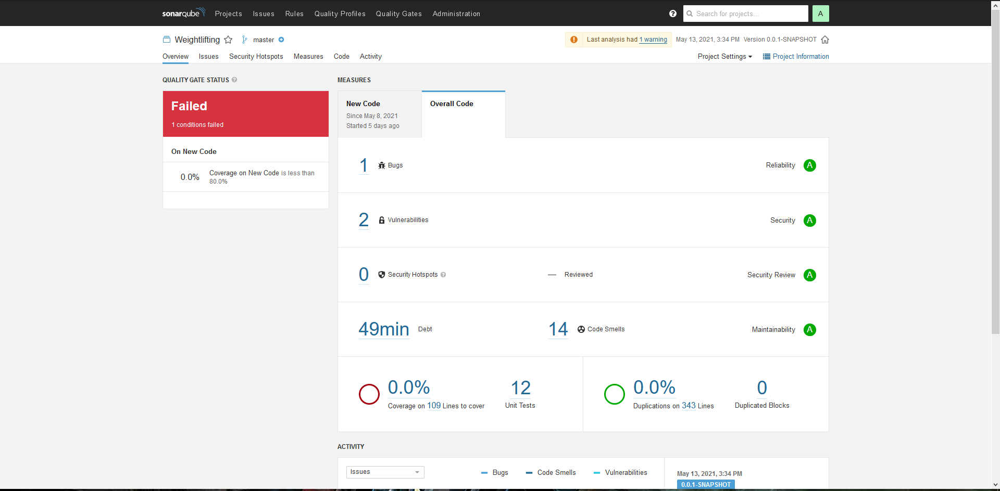 sonarqube Projects Issues Rules Quality Profiles Quality Gates Administration ? Search for projects... A
Weightlifting master Last analysis had 1 warning May 13, 2021, 3:34 PM Version 0.0.1-SNAPSHOT
Overview Issues Security Hotspots Measures Code Activity Project Settings Project Information
QUALITY GATE STATUS ?
Failed
1 conditions failed
On New Code
0.0% Coverage on New Code is less than
80.0%
MEASURES
New Code
Since May 8, 2021
Started 5 days ago
Overall Code
1 Bugs Reliability A
2 Vulnerabilities Security A
0 Security Hotspots ? — Reviewed Security Review A
49min Debt 14 Code Smells Maintainability A
0.0%
Coverage on 109 Lines to cover
12
Unit Tests
0.0%
Duplications on 343 Lines
0
Duplicated Blocks
ACTIVITY
Issues Bugs Code Smells Vulnerabilities
May 13, 2021, 3:34 PM
0.0.1-SNAPSHOT